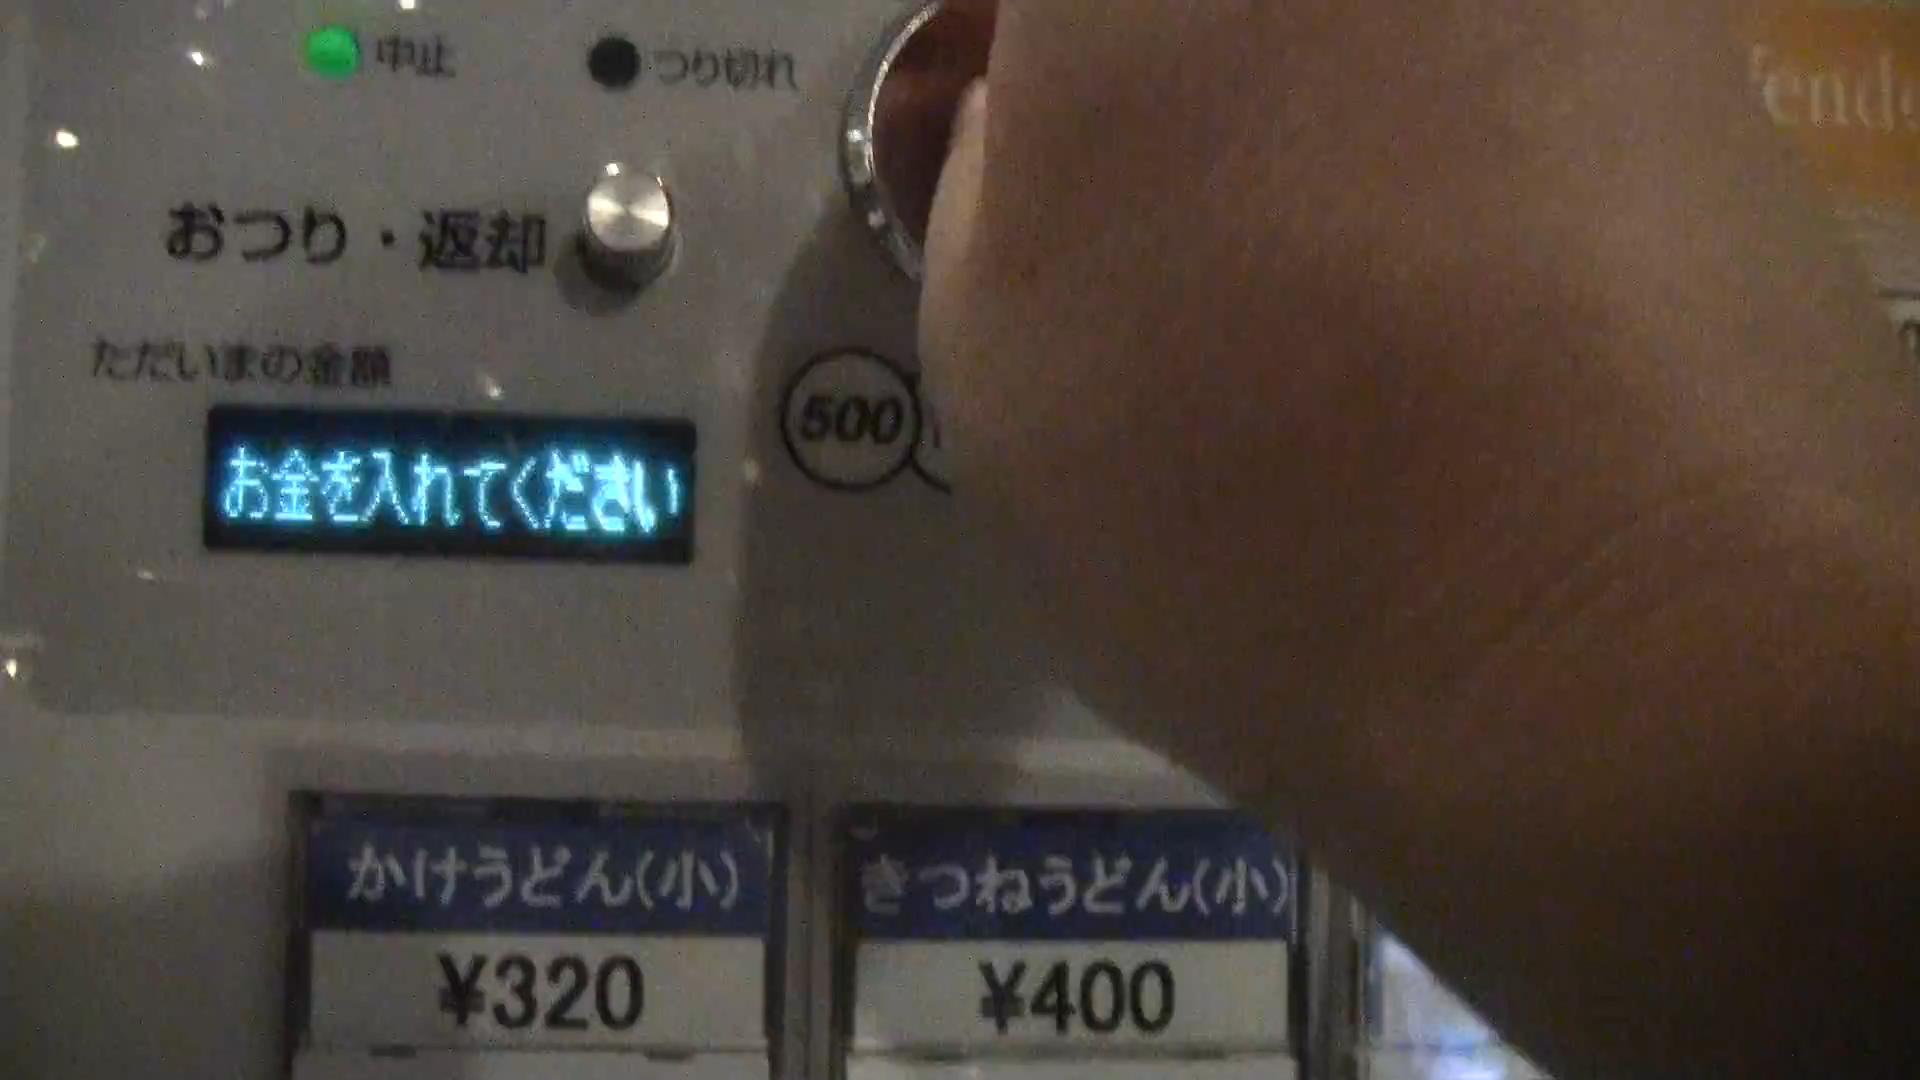 中止
つり切れ
おつり・返却
ただいまの金額
お金を入れてください
500
かけうどん(小)
きつねうどん(小)
¥320
¥400